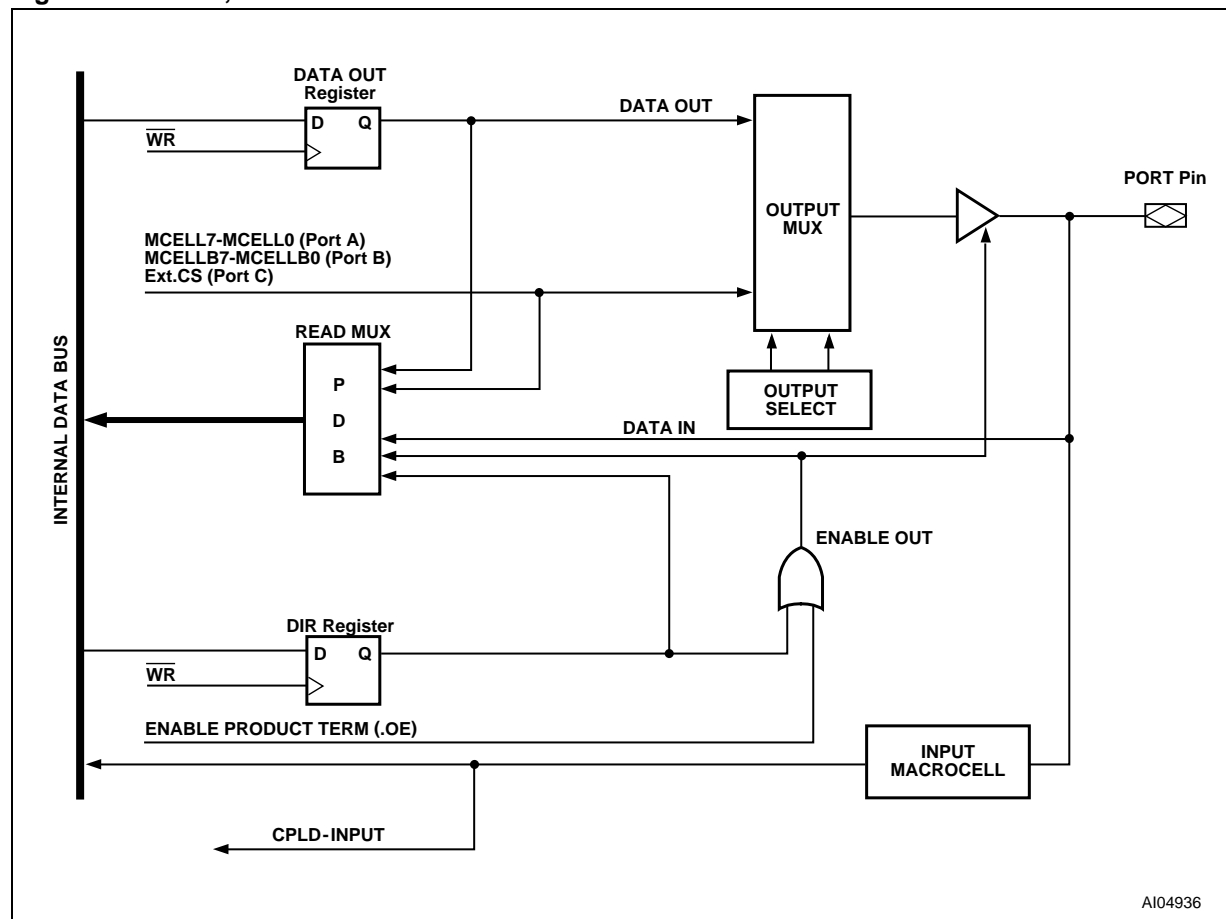 DATA OUT
Register
D Q
WR
DATA OUT
OUTPUT
MUX
PORT Pin
MCELL7-MCELL0 (Port A)
MCELLB7-MCELLB0 (Port B)
Ext.CS (Port C)
READ MUX
P
D
B
OUTPUT
SELECT
DATA IN
INTERNAL DATA BUS
ENABLE OUT
DIR Register
D Q
WR
ENABLE PRODUCT TERM (.OE)
INPUT
MACROCELL
CPLD-INPUT
AI04936